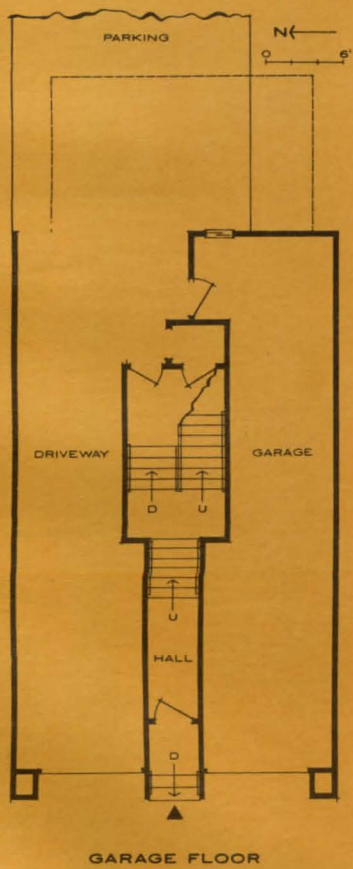 PARKING
N
0 6'
DRIVEWAY
GARAGE
D U
U
HALL
D
GARAGE FLOOR